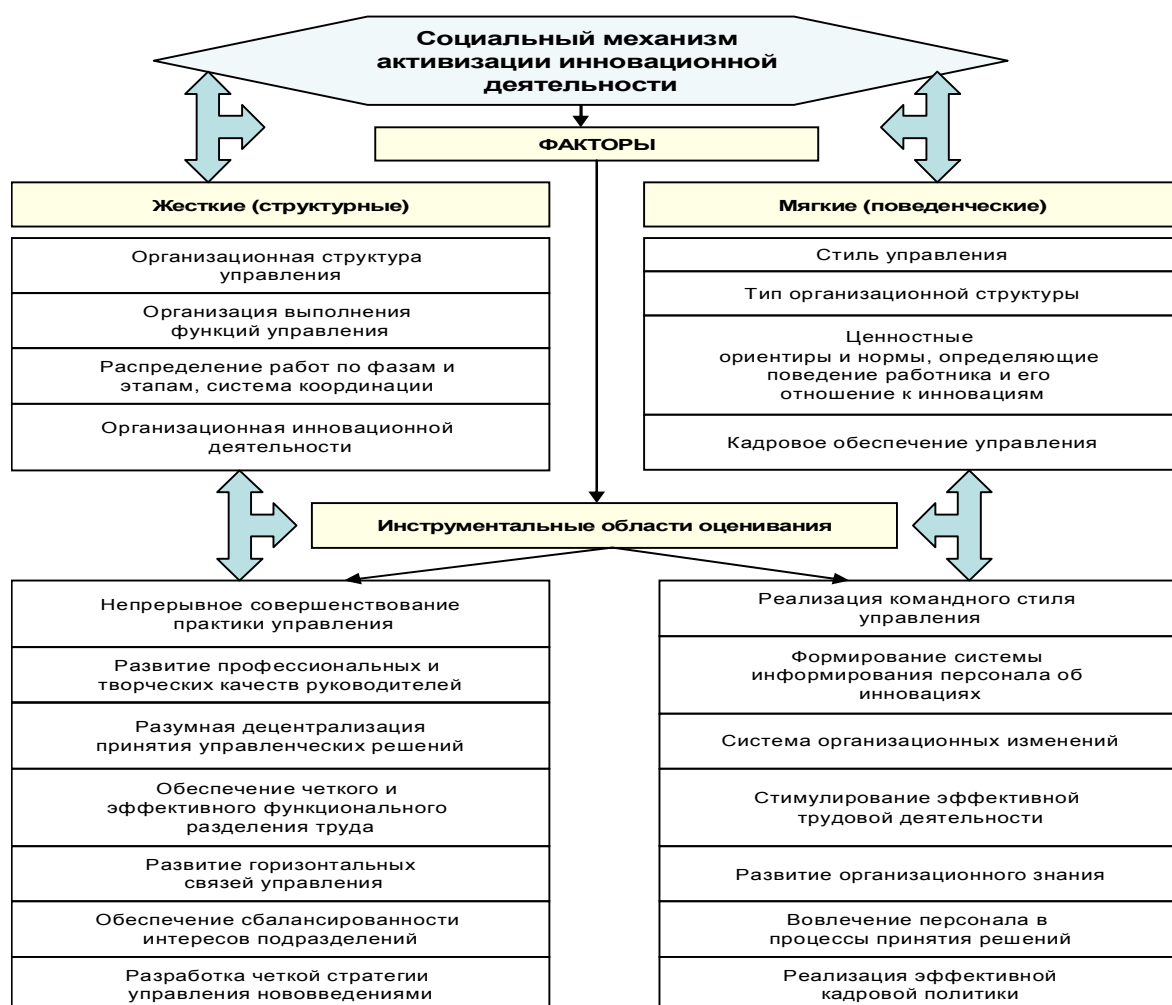 Социальный механизм
активизации инновационной
деятельности
ФАКТОРЫ
Жесткие (структурные)
Организационная структура
управления
Организация выполнения
функций управления
Распределение работ по фазам и
этапам, система координации
Организационная инновационной
деятельности
Мягкие (поведенческие)
Стиль управления
Тип организационной структуры
Ценностные
ориентиры и нормы, определяющие
поведение работника и его
отношение к инновациям
Кадровое обеспечение управления
Инструментальные области оценивания
Непрерывное совершенствование
практики управления
Развитие профессиональных и
творческих качеств руководителей
Разумная децентрализация
принятия управленческих решений
Обеспечение четкого и
эффективного функционального
разделения труда
Развитие горизонтальных
связей управления
Обеспечение сбалансированности
интересов подразделений
Разработка четкой стратегии
управления нововведениями
Реализация командного стиля
управления
Формирование системы
информирования персонала об
инновациях
Система организационных изменений
Стимулирование эффективной
трудовой деятельности
Развитие организационного знания
Вовлечение персонала в
процессы принятия решений
Реализация эффективной
кадровой политики